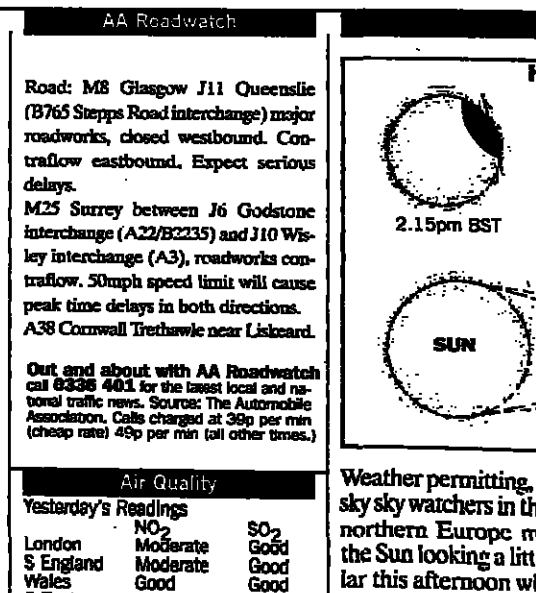 AA Roadwatch
Road: M8 Glasgow J11 Queenslie
(B765 Stepps Road interchange) major
roadworks, closed westbound. Con-
traflow eastbound. Expect serious
delays.
M25 Surrey between J6 Godstone
interchange (A22/B2235) and J10 Wis-
ley interchange (A3), roadworks con-
traflow. 50mph speed limit will cause
peak time delays in both directions.
A38 Cornwall Trethawle near Liskeard.
Out and about with AA Roadwatch
call 0336 401 for the latest local and na-
tional traffic news. Source: The Automobile
Association. Calls charged at 39p per min
(cheap rate) 49p per min (all other times.)
Air Quality
Yesterday's Readings
NO2 SO2
London Moderate Good
S England Moderate Good
Wales Good Good
2.15pm BST
SUN
Weather permitting,
sky sky watchers in th
northern Europe m
the Sun looking a litt
lar this afternoon wh